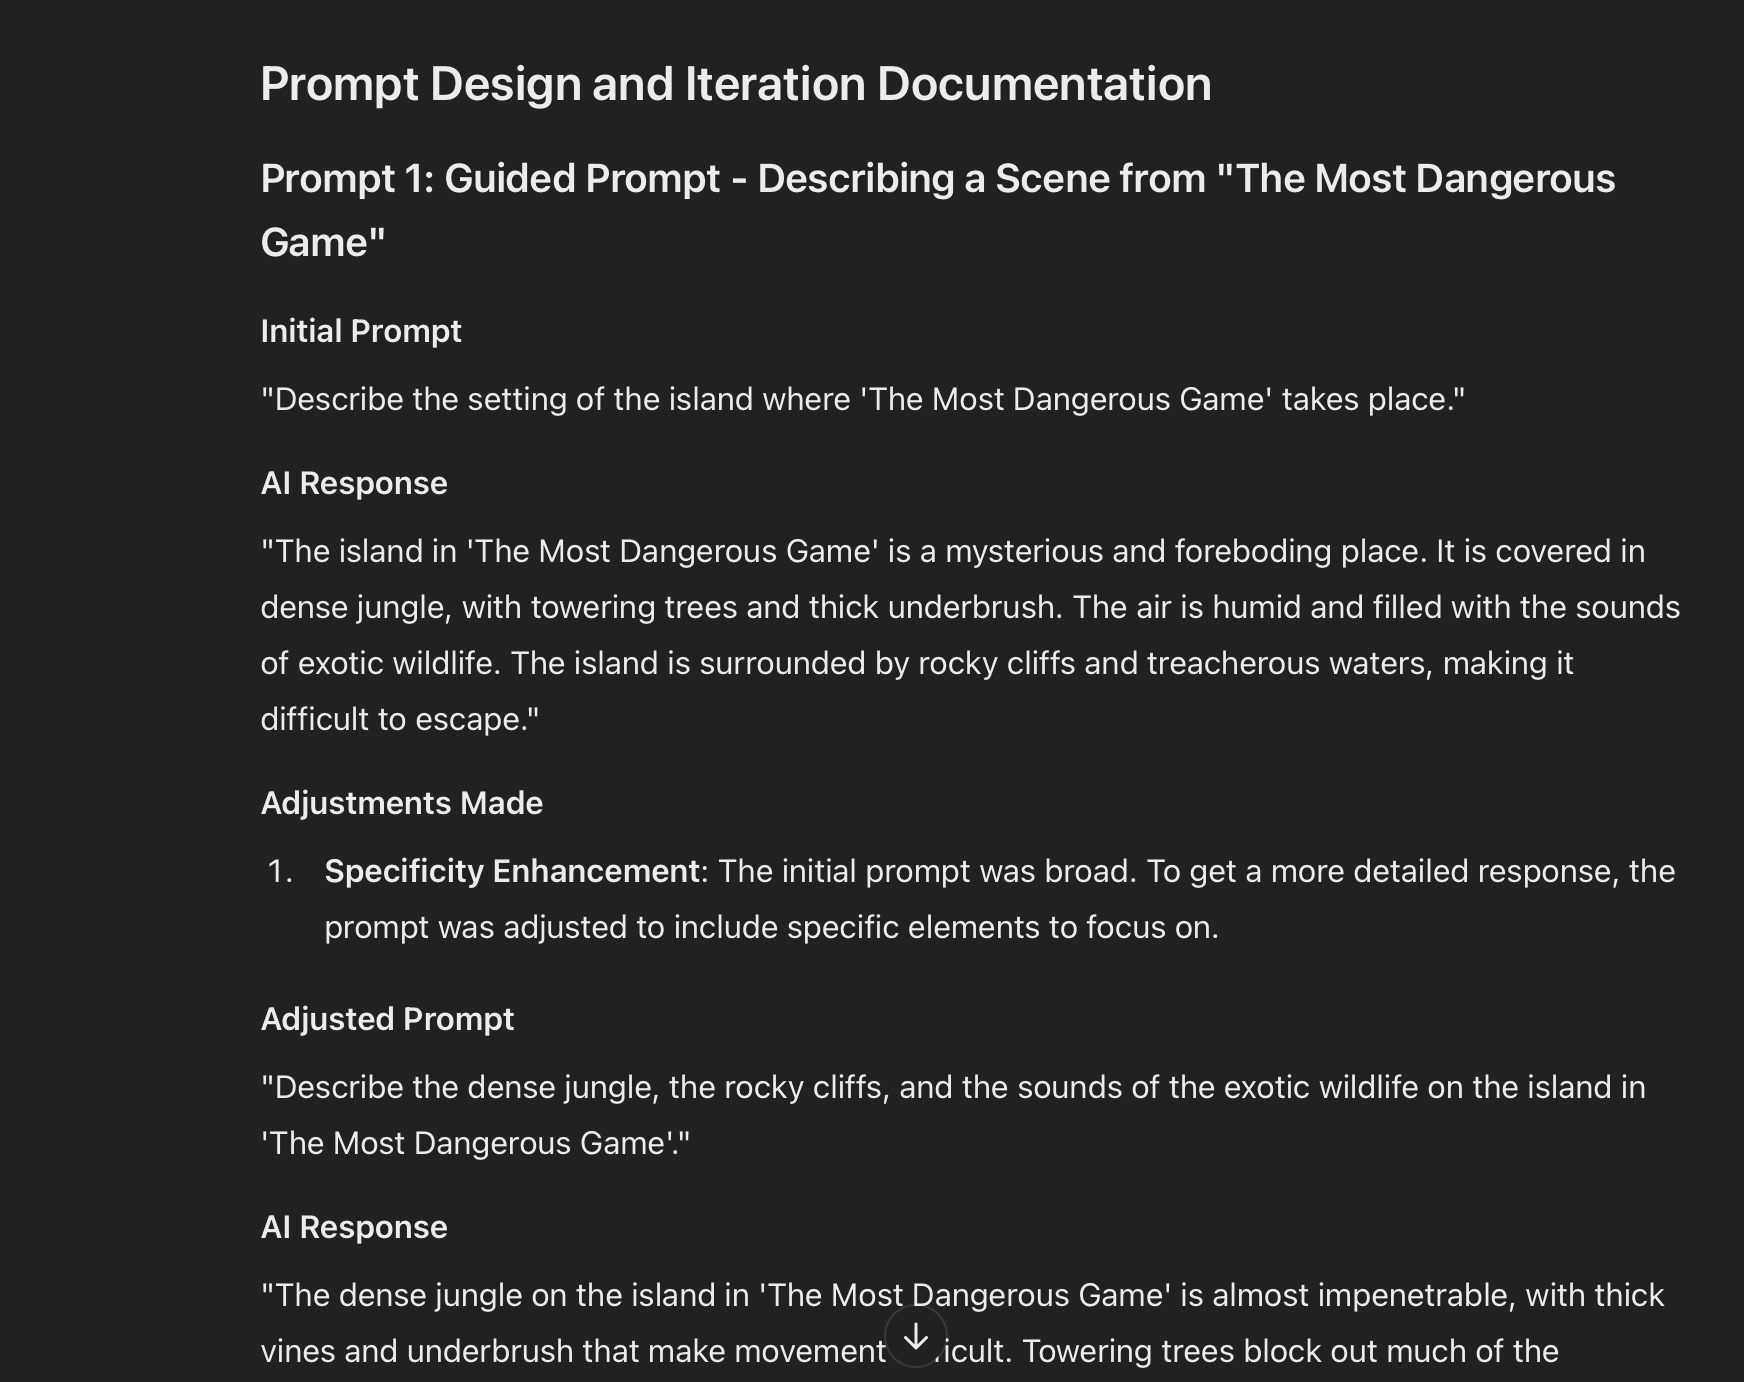 Prompt Design and Iteration Documentation
Prompt 1: Guided Prompt - Describing a Scene from "The Most Dangerous
Game"
Initial Prompt
"Describe the setting of the island where 'The Most Dangerous Game' takes place."
AI Response
"The island in 'The Most Dangerous Game' is a mysterious and foreboding place. It is covered in
dense jungle, with towering trees and thick underbrush. The air is humid and filled with the sounds
of exotic wildlife. The island is surrounded by rocky cliffs and treacherous waters, making it
difficult to escape."
Adjustments Made
1. Specificity Enhancement: The initial prompt was broad. To get a more detailed response, the
prompt was adjusted to include specific elements to focus on.
Adjusted Prompt
"Describe the dense jungle, the rocky cliffs, and the sounds of the exotic wildlife on the island in
'The Most Dangerous Game'."
AI Response
"The dense jungle on the island in 'The Most Dangerous Game' is almost impenetrable, with thick
vines and underbrush that make movement Towering trees block out much of the